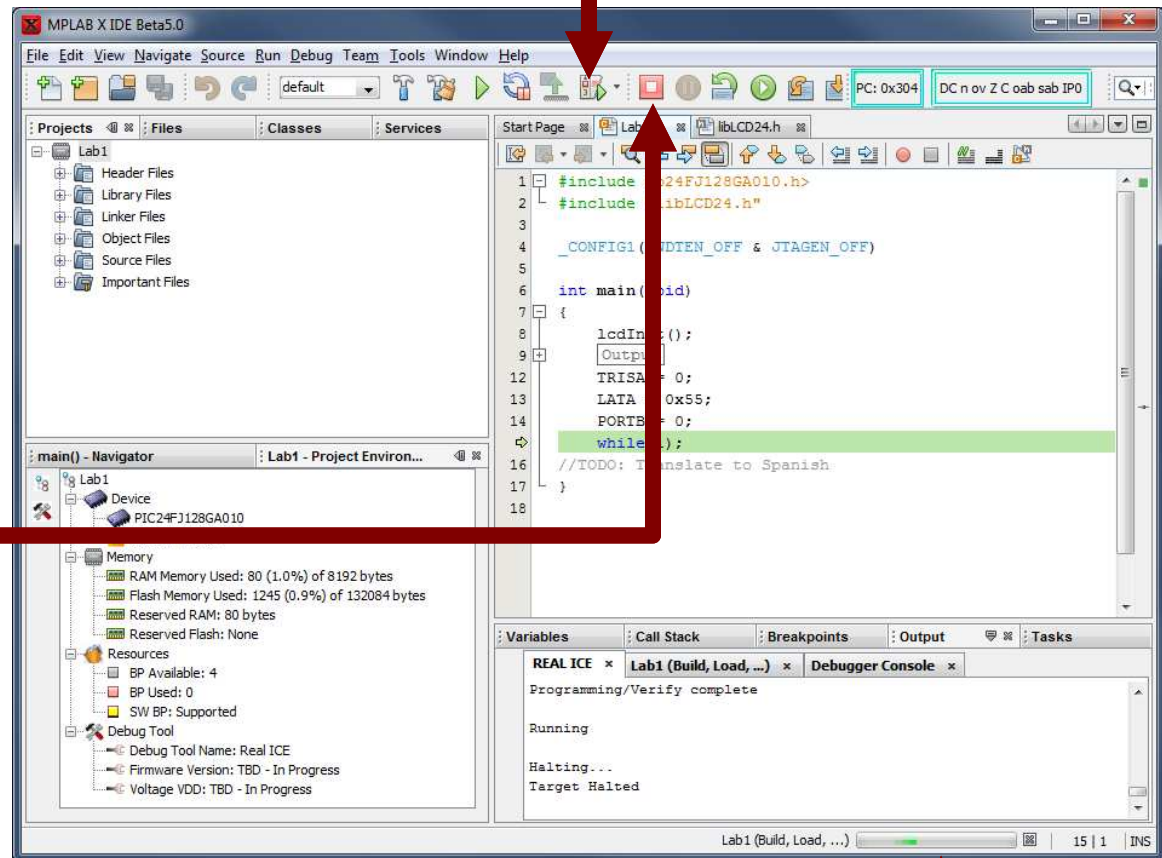 MPLAB X IDE Beta5.0
File Edit View Navigate Source Run Debug Team Tools Window Help
default
PC: 0x304
DC n ov Z C oab sab IP0
Projects
Files
Classes
Services
Lab1
Header Files
Library Files
Linker Files
Object Files
Source Files
Important Files
main() - Navigator
Lab1 - Project Environ...
Lab1
Device
PIC24FJ128GA010
Memory
RAM Memory Used: 80 (1.0%) of 8192 bytes
Flash Memory Used: 1245 (0.9%) of 132084 bytes
Reserved RAM: 80 bytes
Reserved Flash: None
Resources
BP Available: 4
BP Used: 0
SW BP: Supported
Debug Tool
Debug Tool Name: Real ICE
Firmware Version: TBD - In Progress
Voltage VDD: TBD - In Progress
Start Page
libLCD24.h
1 #include 24FJ128GA010.h>
2 #include ibLCD24.h"
3
4 _CONFIG1( DTEN_OFF & JTAGEN_OFF)
5
6 int main( id)
7 {
8 lcdIn ();
9
12 TRISA = 0;
13 LATA 0x55;
14 PORTB = 0;
while );
16 //TODO: T nslate to Spanish
17 }
18
Variables
Call Stack
Breakpoints
Output
Tasks
REAL ICE × Lab1 (Build, Load, ...) × Debugger Console ×
Programming/Verify complete
Running
Halting...
Target Halted
Lab1 (Build, Load, ...)
15 | 1
INS